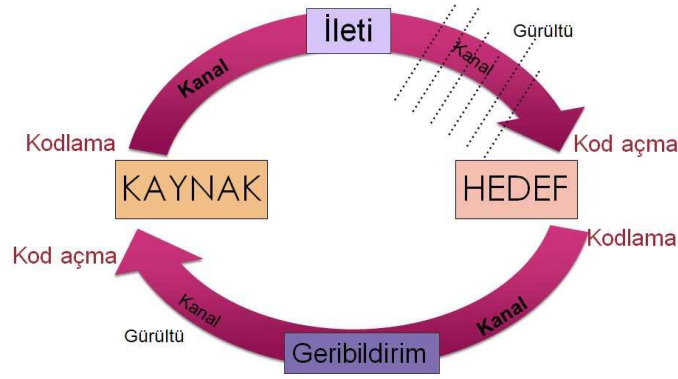 İleti
Gürültü
Kanal
Kanal
Kodlama
Kod açma
KAYNAK
HEDEF
Kod açma
Kodlama
Kanal
Kanal
Gürültü
Geribildirim